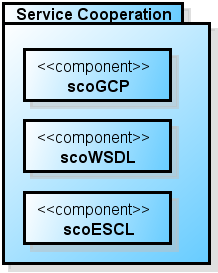 Service Cooperation
<<component>>
scoGCP
<<component>>
scoWSDL
<<component>>
scoESCL